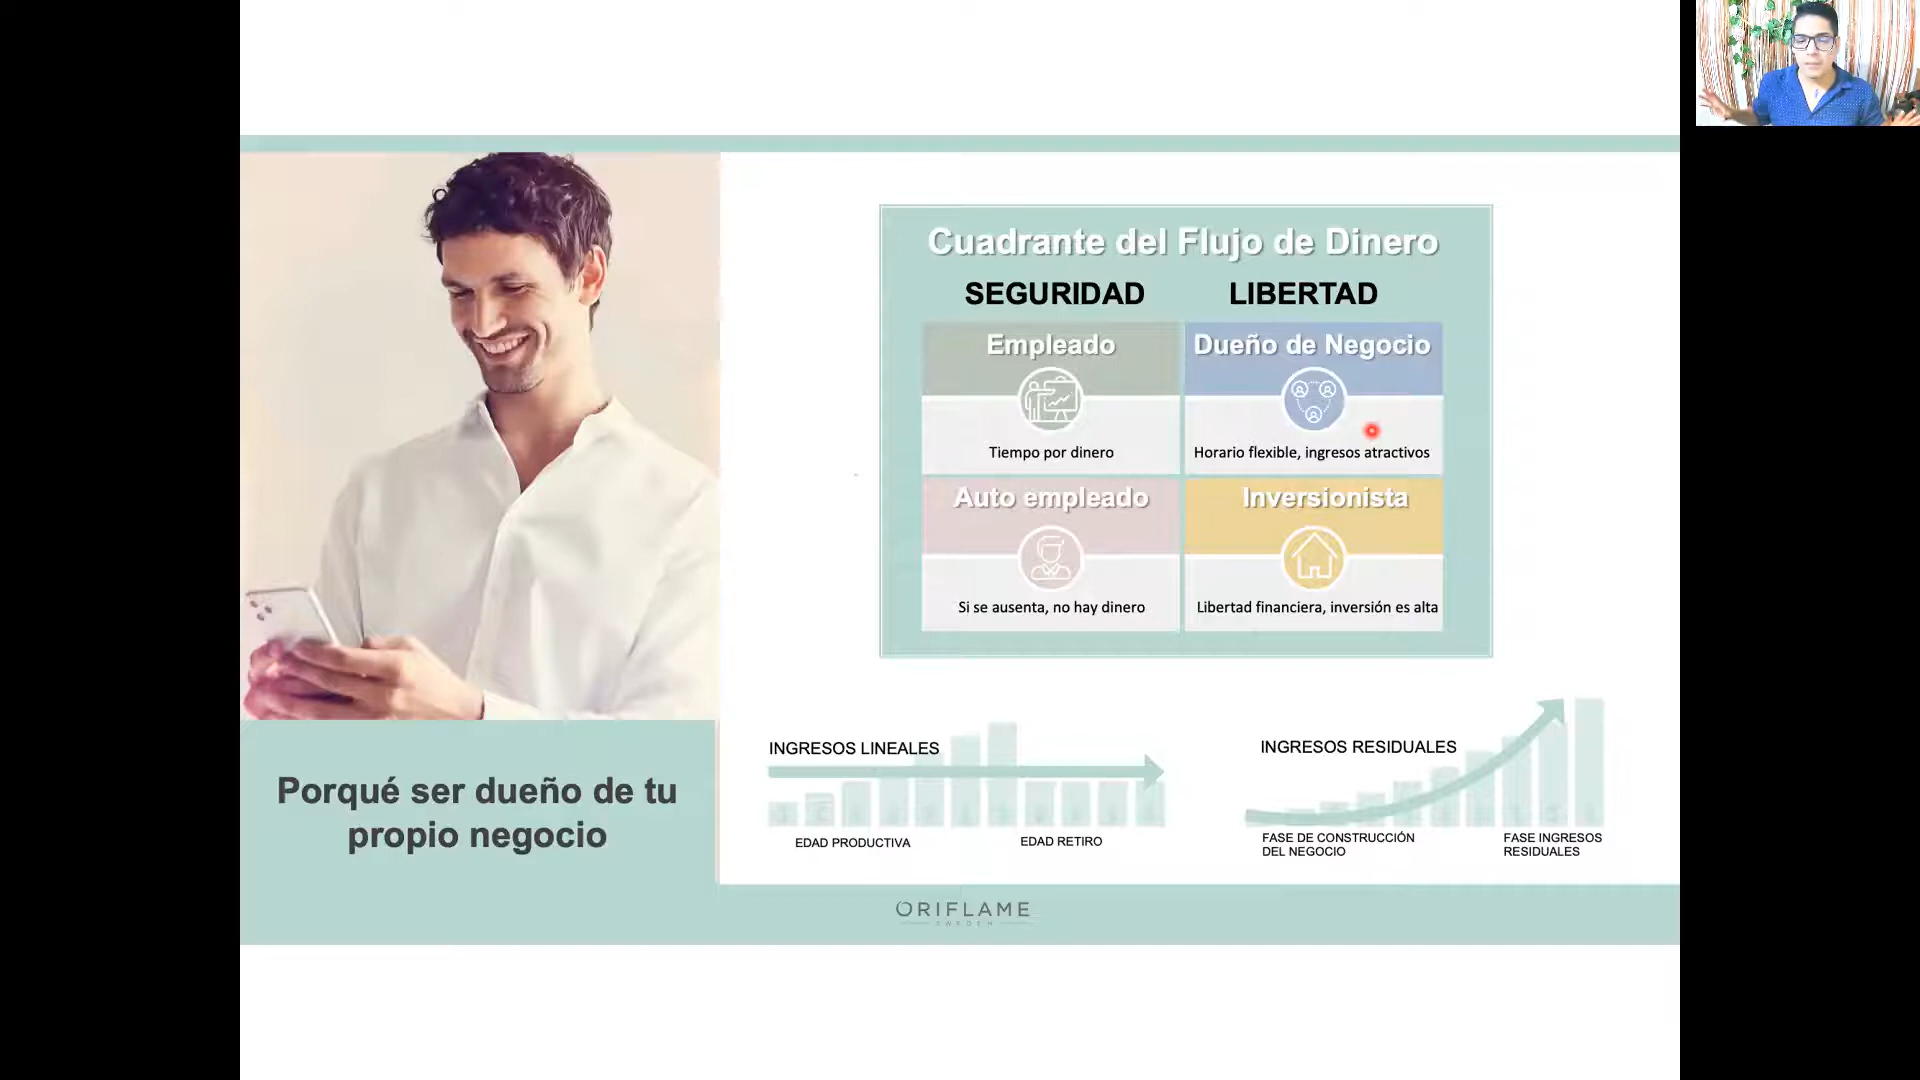 Cuadrante del Flujo de Dinero
SEGURIDAD LIBERTAD
Empleado
Tiempo por dinero
Dueño de Negocio
Horario flexible, ingresos atractivos
Auto empleado
Si se ausenta, no hay dinero
Inversionista
Libertad financiera, inversión es alta
Porqué ser dueño de tu
propio negocio
INGRESOS LINEALES
EDAD PRODUCTIVA
EDAD RETIRO
INGRESOS RESIDUALES
FASE DE CONSTRUCCIÓN
DEL NEGOCIO
FASE INGRESOS
RESIDUALES
ORIFLAME
SWEDEN